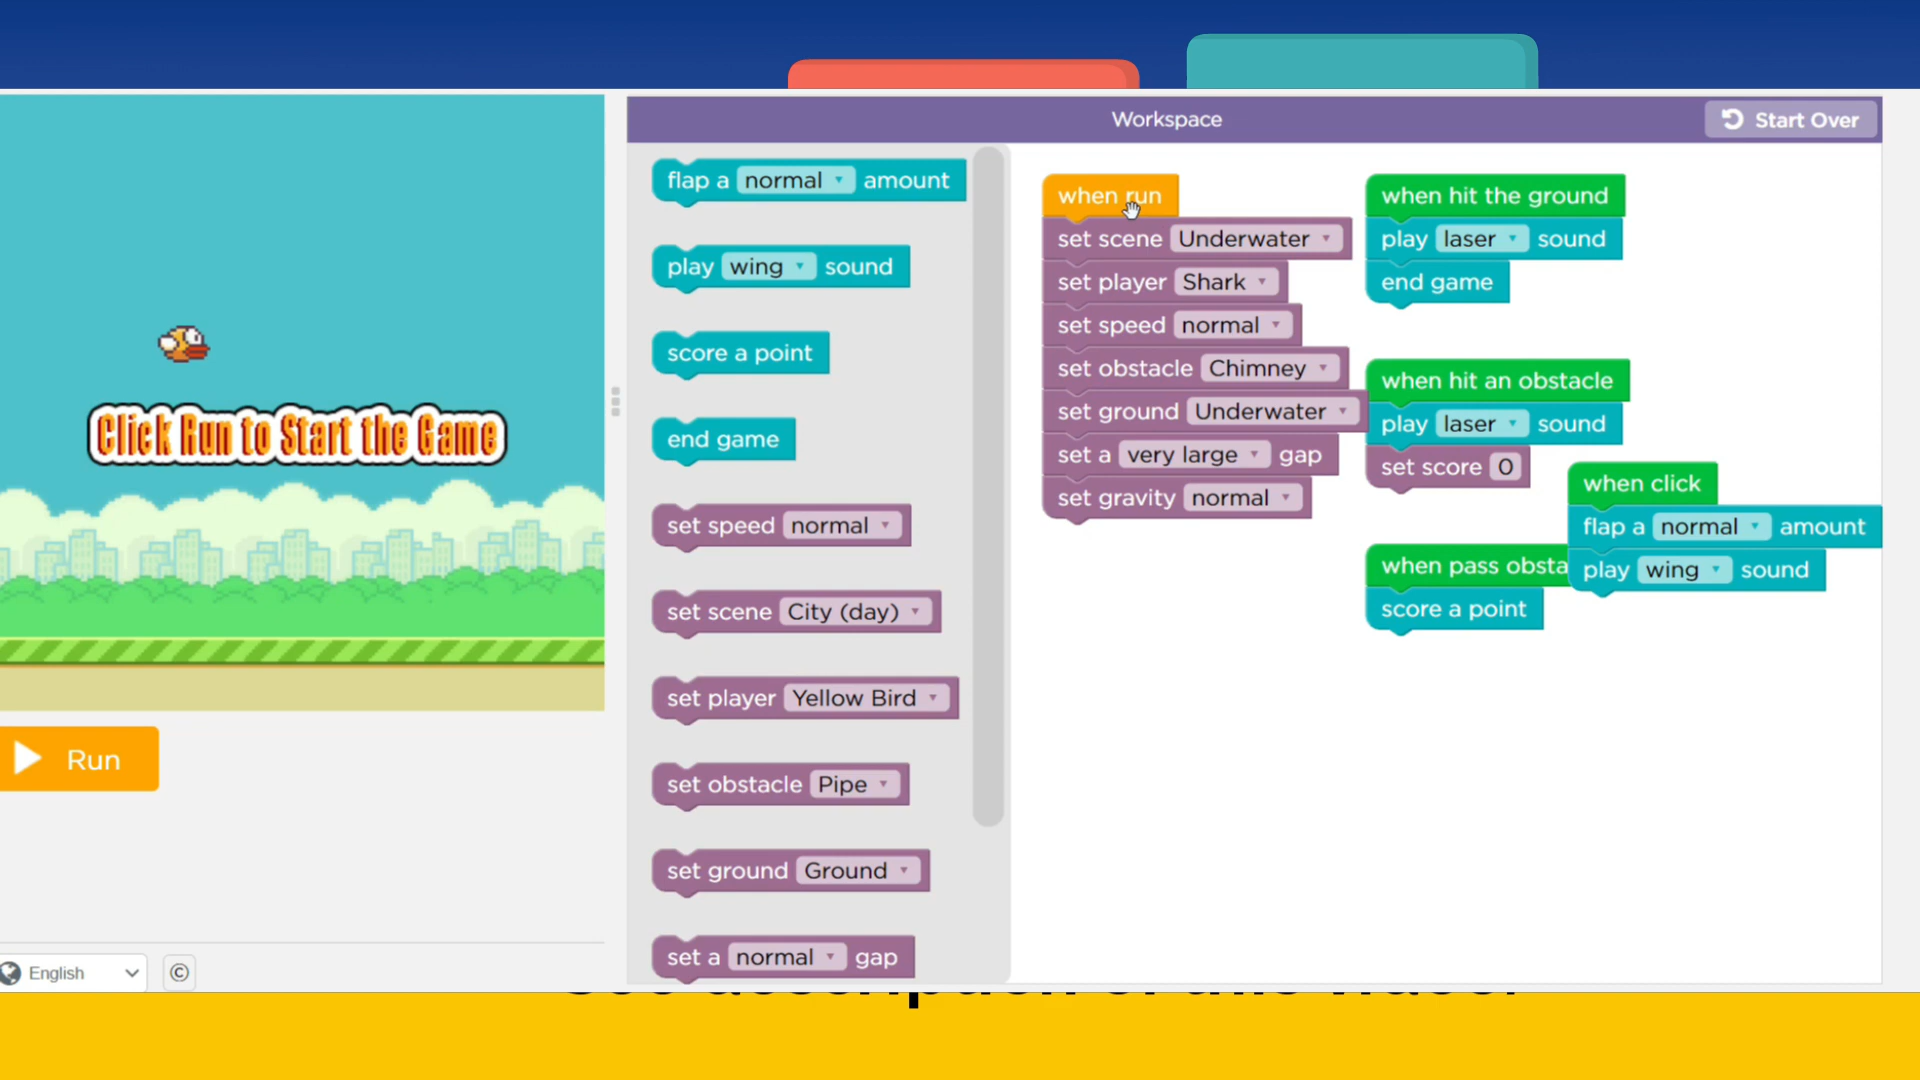 Workspace
Start Over
Click Run to Start the Game
Run
English
©
flap a normal amount
play wing sound
score a point
end game
set speed normal
set scene City (day)
set player Yellow Bird
set obstacle Pipe
set ground Ground
set a normal gap
when run
set scene Underwater
set player Shark
set speed normal
set obstacle Chimney
set ground Underwater
set a very large gap
set gravity normal
when hit the ground
play laser sound
end game
when hit an obstacle
play laser sound
set score 0
when pass obsta
score a point
when click
flap a normal amount
play wing sound